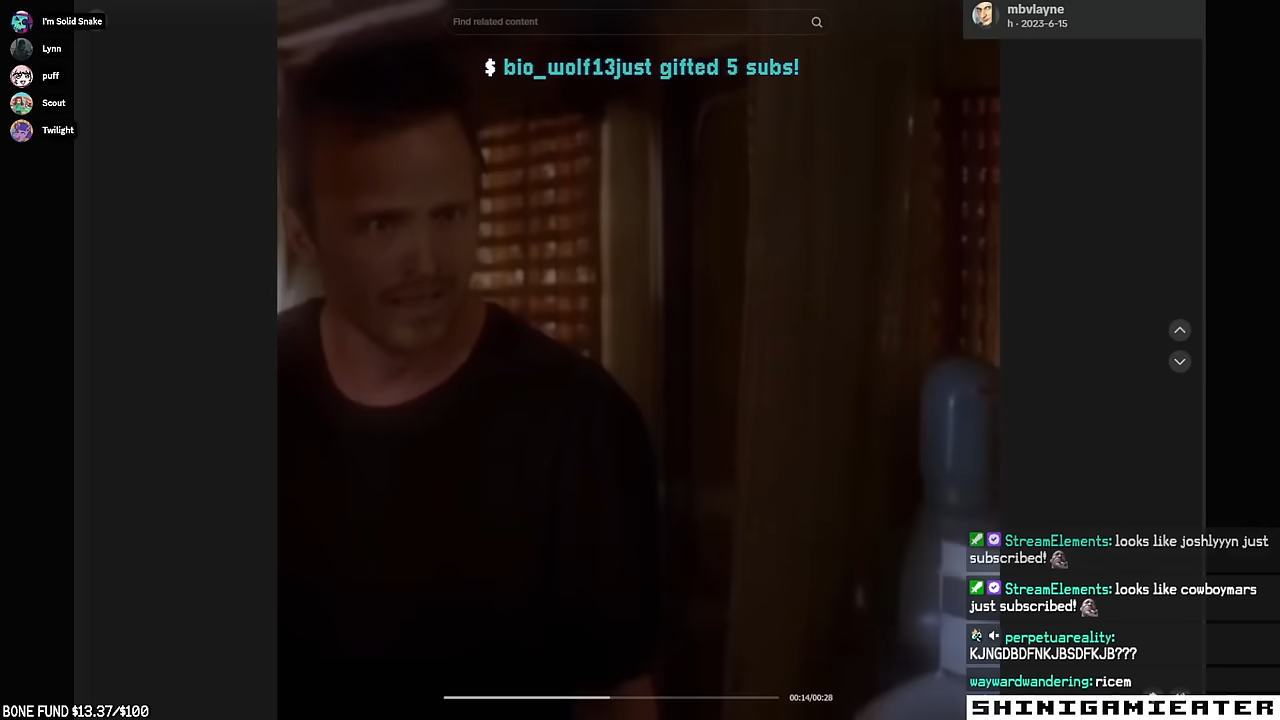 I'm Solid Snake
Lynn
puff
Scout
Twilight
Find related content
mbvlayne
h · 2023-6-15
$ bio_wolf13just gifted 5 subs!
StreamElements: looks like joshlyyyn just
subscribed!
StreamElements: looks like cowboymars
just subscribed!
perpetuareality:
KJNGDBDFNKJBSDFKJB???
waywardwandering: ricem
00:14/00:28
BONE FUND $13.37/$100
SHINIGAMIEATER